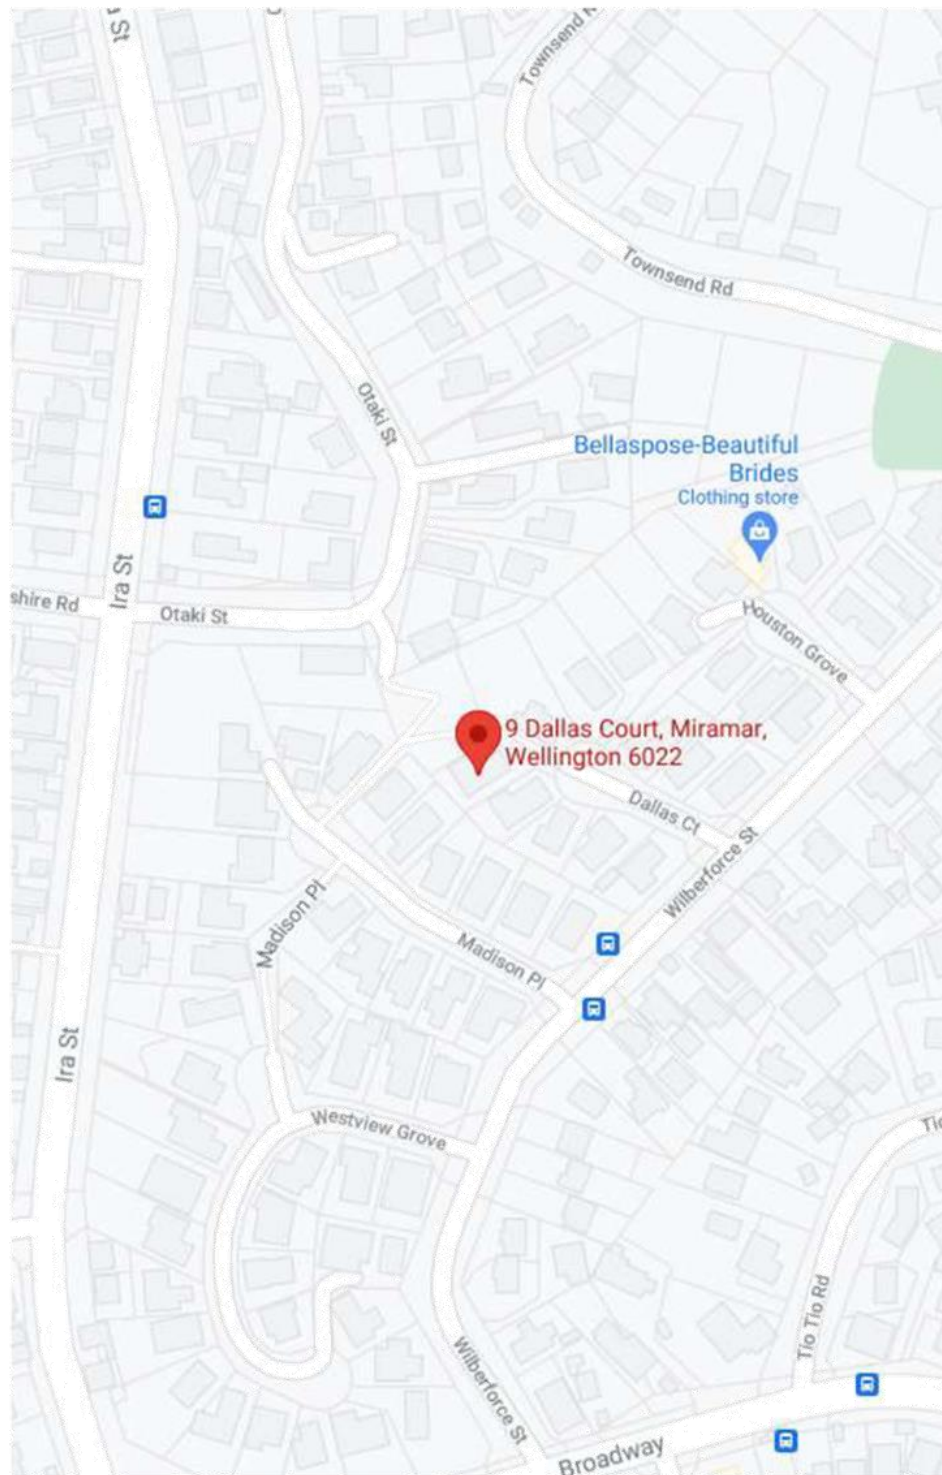 a St
Townsend R
Townsend Rd
Otaki St
Bellaspose-Beautiful
Brides
Clothing store
Ira St
shire Rd
Otaki St
Houston Grove
9 Dallas Court, Miramar,
Wellington 6022
Dallas Ct
Wilberforce St
Madison Pl
Madison Pl
Ira St
Westview Grove
Tio
Tio Tio Rd
Wilberforce St
Broadway